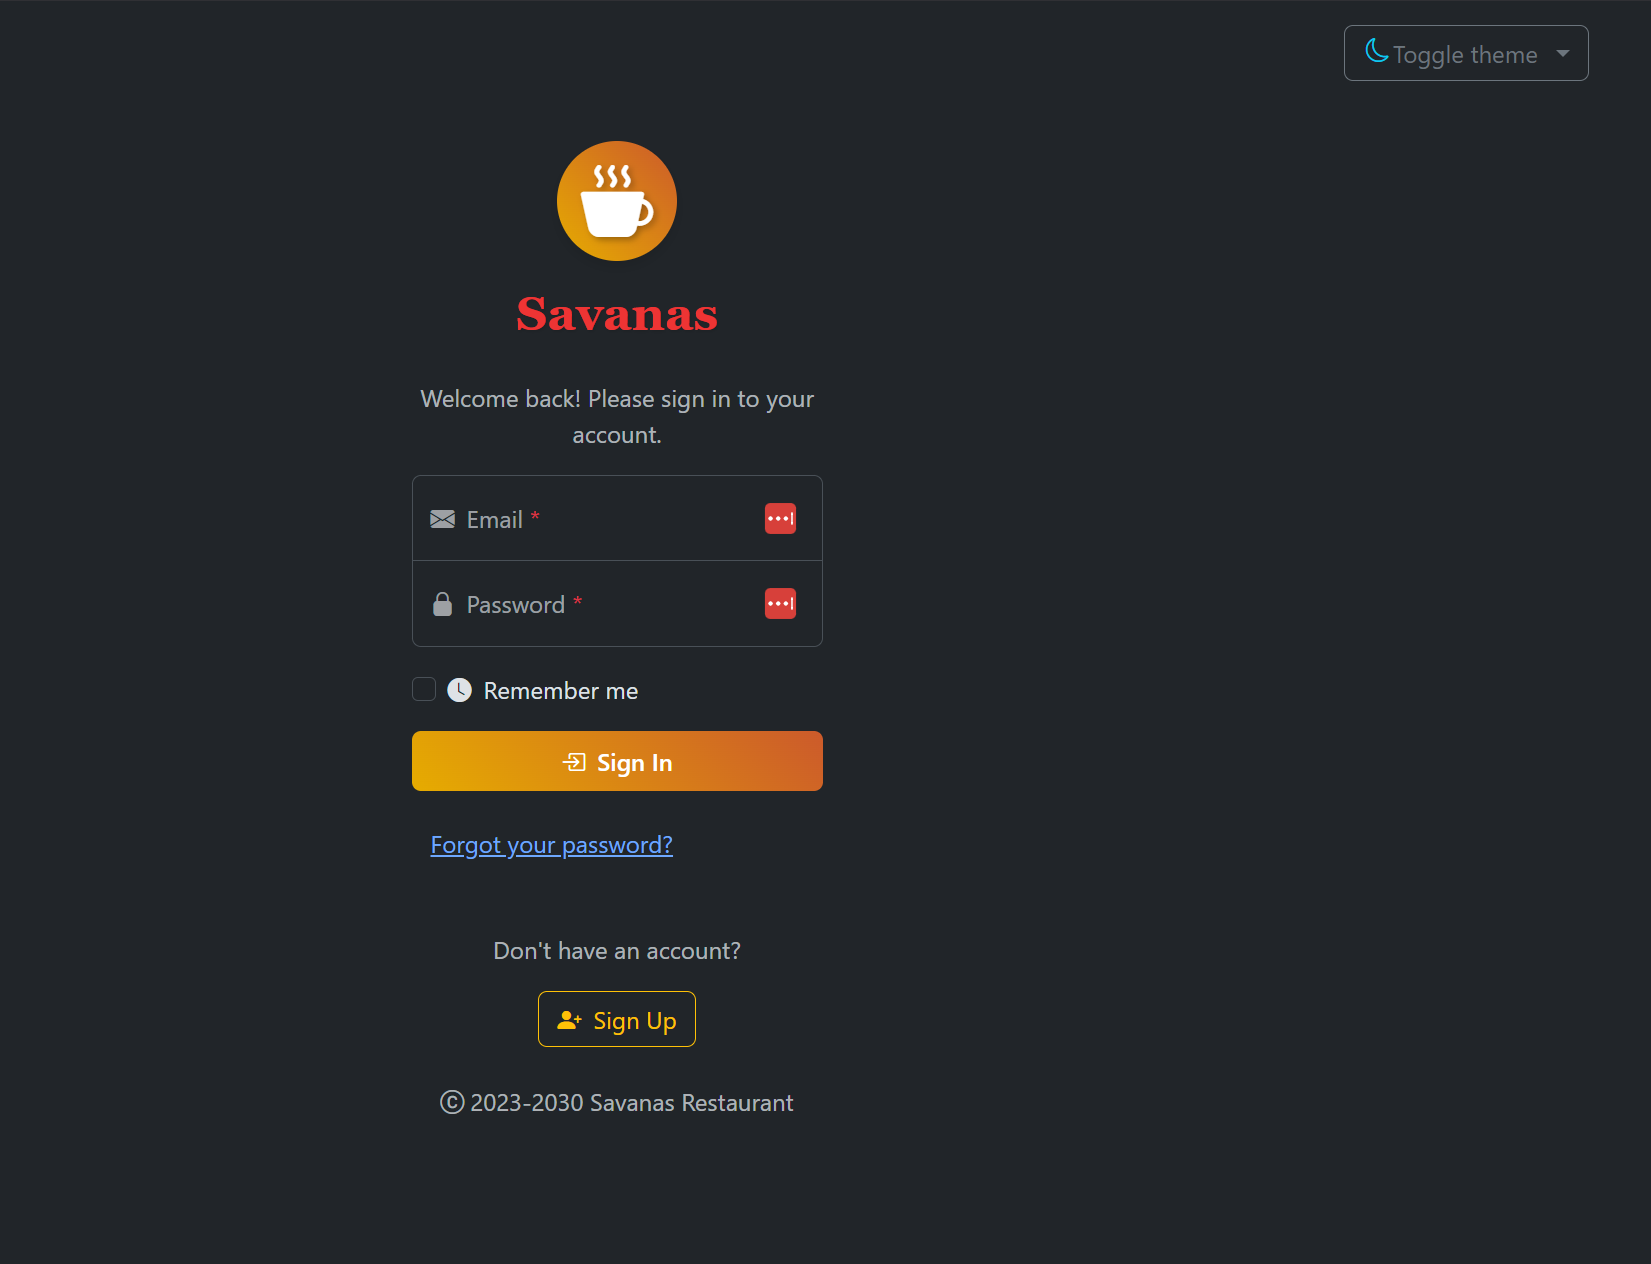 Toggle theme
Savanas
Welcome back! Please sign in to your
account.
Email *
Password *
Remember me
Sign In
Forgot your password?
Don't have an account?
Sign Up
© 2023-2030 Savanas Restaurant